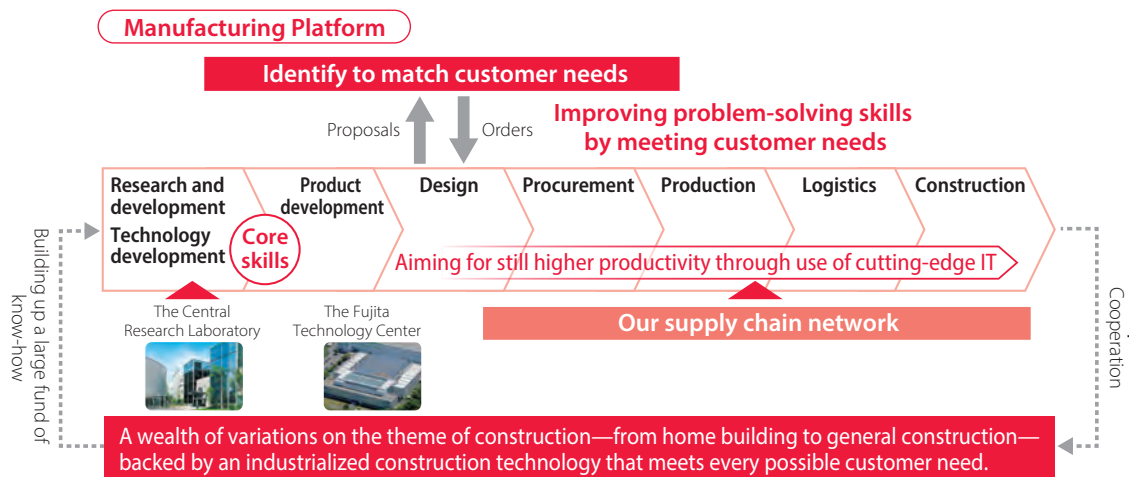 Manufacturing Platform
Identify to match customer needs
Proposals
Orders
Improving problem-solving skills
by meeting customer needs
Research and
development
Technology
development
Core
skills
Product
development
Design
Procurement
Production
Logistics
Construction
Aiming for still higher productivity through use of cutting-edge IT
The Central
Research Laboratory
The Fujita
Technology Center
Our supply chain network
Building up a large fund of
know-how
Cooperation
A wealth of variations on the theme of construction—from home building to general construction—
backed by an industrialized construction technology that meets every possible customer need.